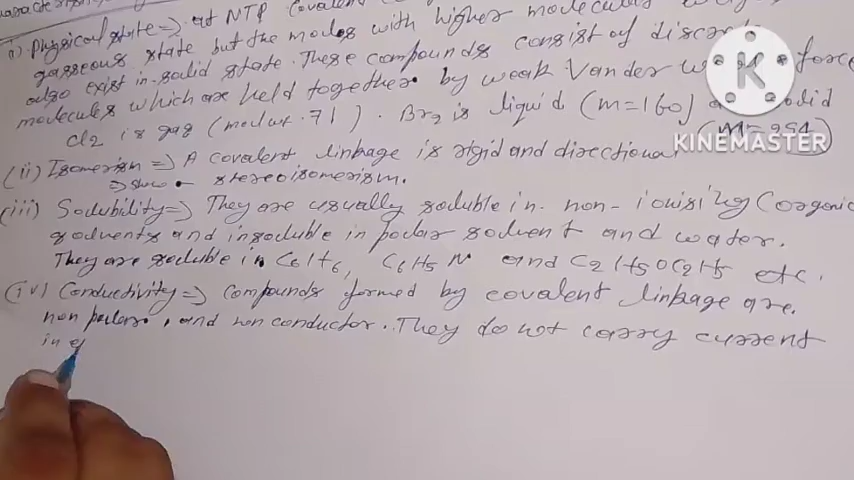 at NTP covalent
(i) Physical state => gasseous state but the moles with higher molecular
also exist in solid state. These compounds consist of discrete
molecules which are held together by weak Vander force
Cl2 is gas (mol wt. 71). Br2 is liquid (m=160) solid
(M=254)
(ii) Isomerism => A covalent linbage is rigid and directional
=> show stereoisomerism.
(iii) Solubility => They are usually soluble in non-ionising (organic
solvents and insoluble in polar solvent and water.
They are soluble in C6H6, C6H5N and C2H5OC2H5 etc.
(iv) Conductivity => Compounds formed by covalent linkage are
non polar, and non conductor. They do not carry current
in
K
KINEMASTER